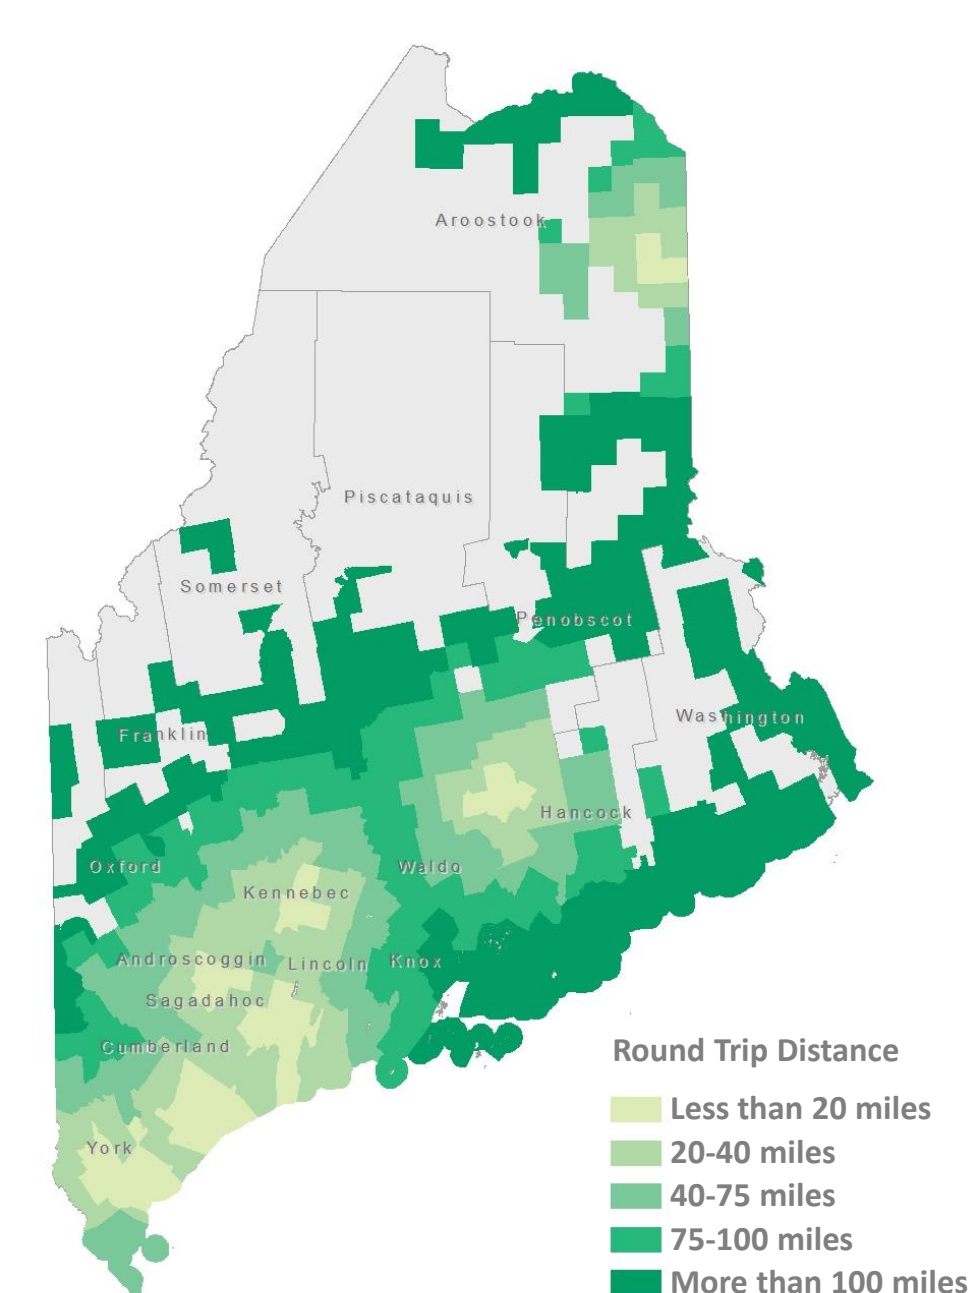 Aroostook
Piscataquis
Somerset
Penobscot
Washington
Franklin
Hancock
Oxford
Waldo
Kennebec
Androscoggin
Lincoln
Knox
Sagadahoc
Cumberland
York
Round Trip Distance
Less than 20 miles
20-40 miles
40-75 miles
75-100 miles
More than 100 miles